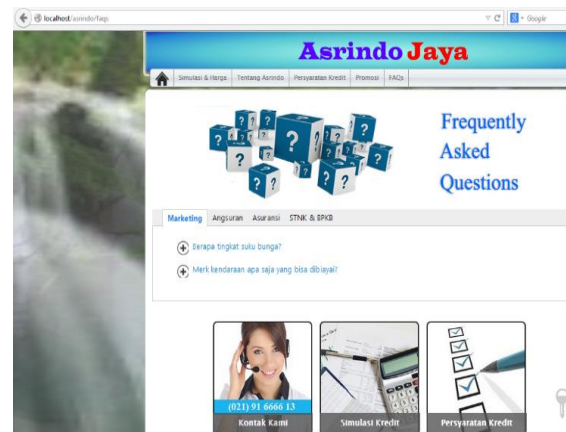 localhost/asrindo/faqs
Google
Asrindo Jaya
Simulasi & Harga Tentang Asrindo Persyaratan Kredit Promosi FAQs
Frequently
Asked
Questions
Marketing Angsuran Asuransi STNK & BPKB
Berapa tingkat suku bunga?
Merk kendaraan apa saja yang bisa dibiayai?
(021) 91 6666 13
Kontak Kami Simulasi Kredit Persyaratan Kredit